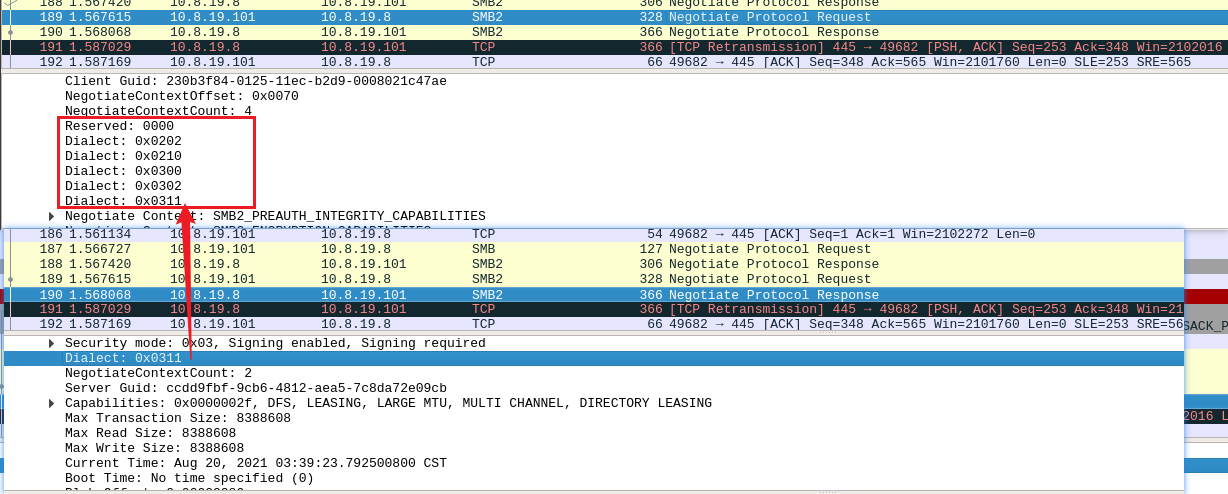 188 1.567420 10.8.19.8 10.8.19.101 SMB2 306 Negotiate Protocol Response
189 1.567615 10.8.19.101 10.8.19.8 SMB2 328 Negotiate Protocol Request
190 1.568068 10.8.19.8 10.8.19.101 SMB2 366 Negotiate Protocol Response
191 1.587029 10.8.19.8 10.8.19.101 TCP 366 [TCP Retransmission] 445 → 49682 [PSH, ACK] Seq=253 Ack=348 Win=2102016
192 1.587169 10.8.19.101 10.8.19.8 TCP 66 49682 → 445 [ACK] Seq=348 Ack=565 Win=2101760 Len=0 SLE=253 SRE=565
Client Guid: 230b3f84-0125-11ec-b2d9-0008021c47ae
NegotiateContextOffset: 0x0070
NegotiateContextCount: 4
Reserved: 0000
Dialect: 0x0202
Dialect: 0x0210
Dialect: 0x0300
Dialect: 0x0302
Dialect: 0x0311
Negotiate Context: SMB2_PREAUTH_INTEGRITY_CAPABILITIES
186 1.561134 10.8.19.101 10.8.19.8 TCP 54 49682 → 445 [ACK] Seq=1 Ack=1 Win=2102272 Len=0
187 1.566727 10.8.19.101 10.8.19.8 SMB 127 Negotiate Protocol Request
188 1.567420 10.8.19.8 10.8.19.101 SMB2 306 Negotiate Protocol Response
189 1.567615 10.8.19.101 10.8.19.8 SMB2 328 Negotiate Protocol Request
190 1.568068 10.8.19.8 10.8.19.101 SMB2 366 Negotiate Protocol Response
191 1.587029 10.8.19.8 10.8.19.101 TCP 366 [TCP Retransmission] 445 → 49682 [PSH, ACK] Seq=253 Ack=348 Win=21
2016 L
192 1.587169 10.8.19.101 10.8.19.8 TCP 66 49682 → 445 [ACK] Seq=348 Ack=565 Win=2101760 Len=0 SLE=253 SRE=56
SACK_P
Security mode: 0x03, Signing enabled, Signing required
Dialect: 0x0311
NegotiateContextCount: 2
Server Guid: ccdd9fbf-9cb6-4812-aea5-7c8da72e09cb
Capabilities: 0x0000002f, DFS, LEASING, LARGE MTU, MULTI CHANNEL, DIRECTORY LEASING
Max Transaction Size: 8388608
Max Read Size: 8388608
Max Write Size: 8388608
Current Time: Aug 20, 2021 03:39:23.792500800 CST
Boot Time: No time specified (0)